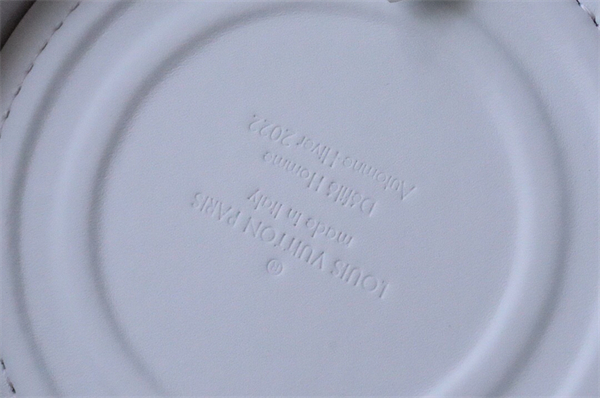 ®
LOUIS VUITTON PARIS
made in Italy
Défilé Homme
Automne Hiver 2022